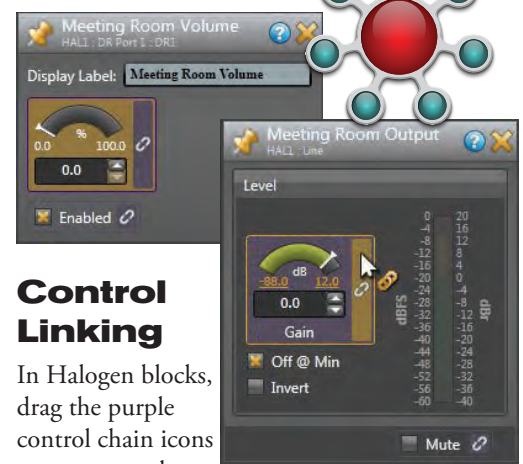 Meeting Room Volume
HAL1 : DR Port 1 : DR1
Display Label: Meeting Room Volume
%
0.0 100.0
0.0
Enabled
Meeting Room Output
HAL1 : Line
Level
dB
-88.0 12.0
0.0
Gain
Off @ Min
Invert
dBFS
0 20
-4 16
-8 12
-12 8
-16 4
-20 0
-24 -4
-28 -8
-32 -12
-36 -16
-40 -20
-44 -24
-48 -28
-52 -32
-56 -36
-60 -40
dBr
Mute
Control
Linking
In Halogen blocks,
drag the purple
control chain icons